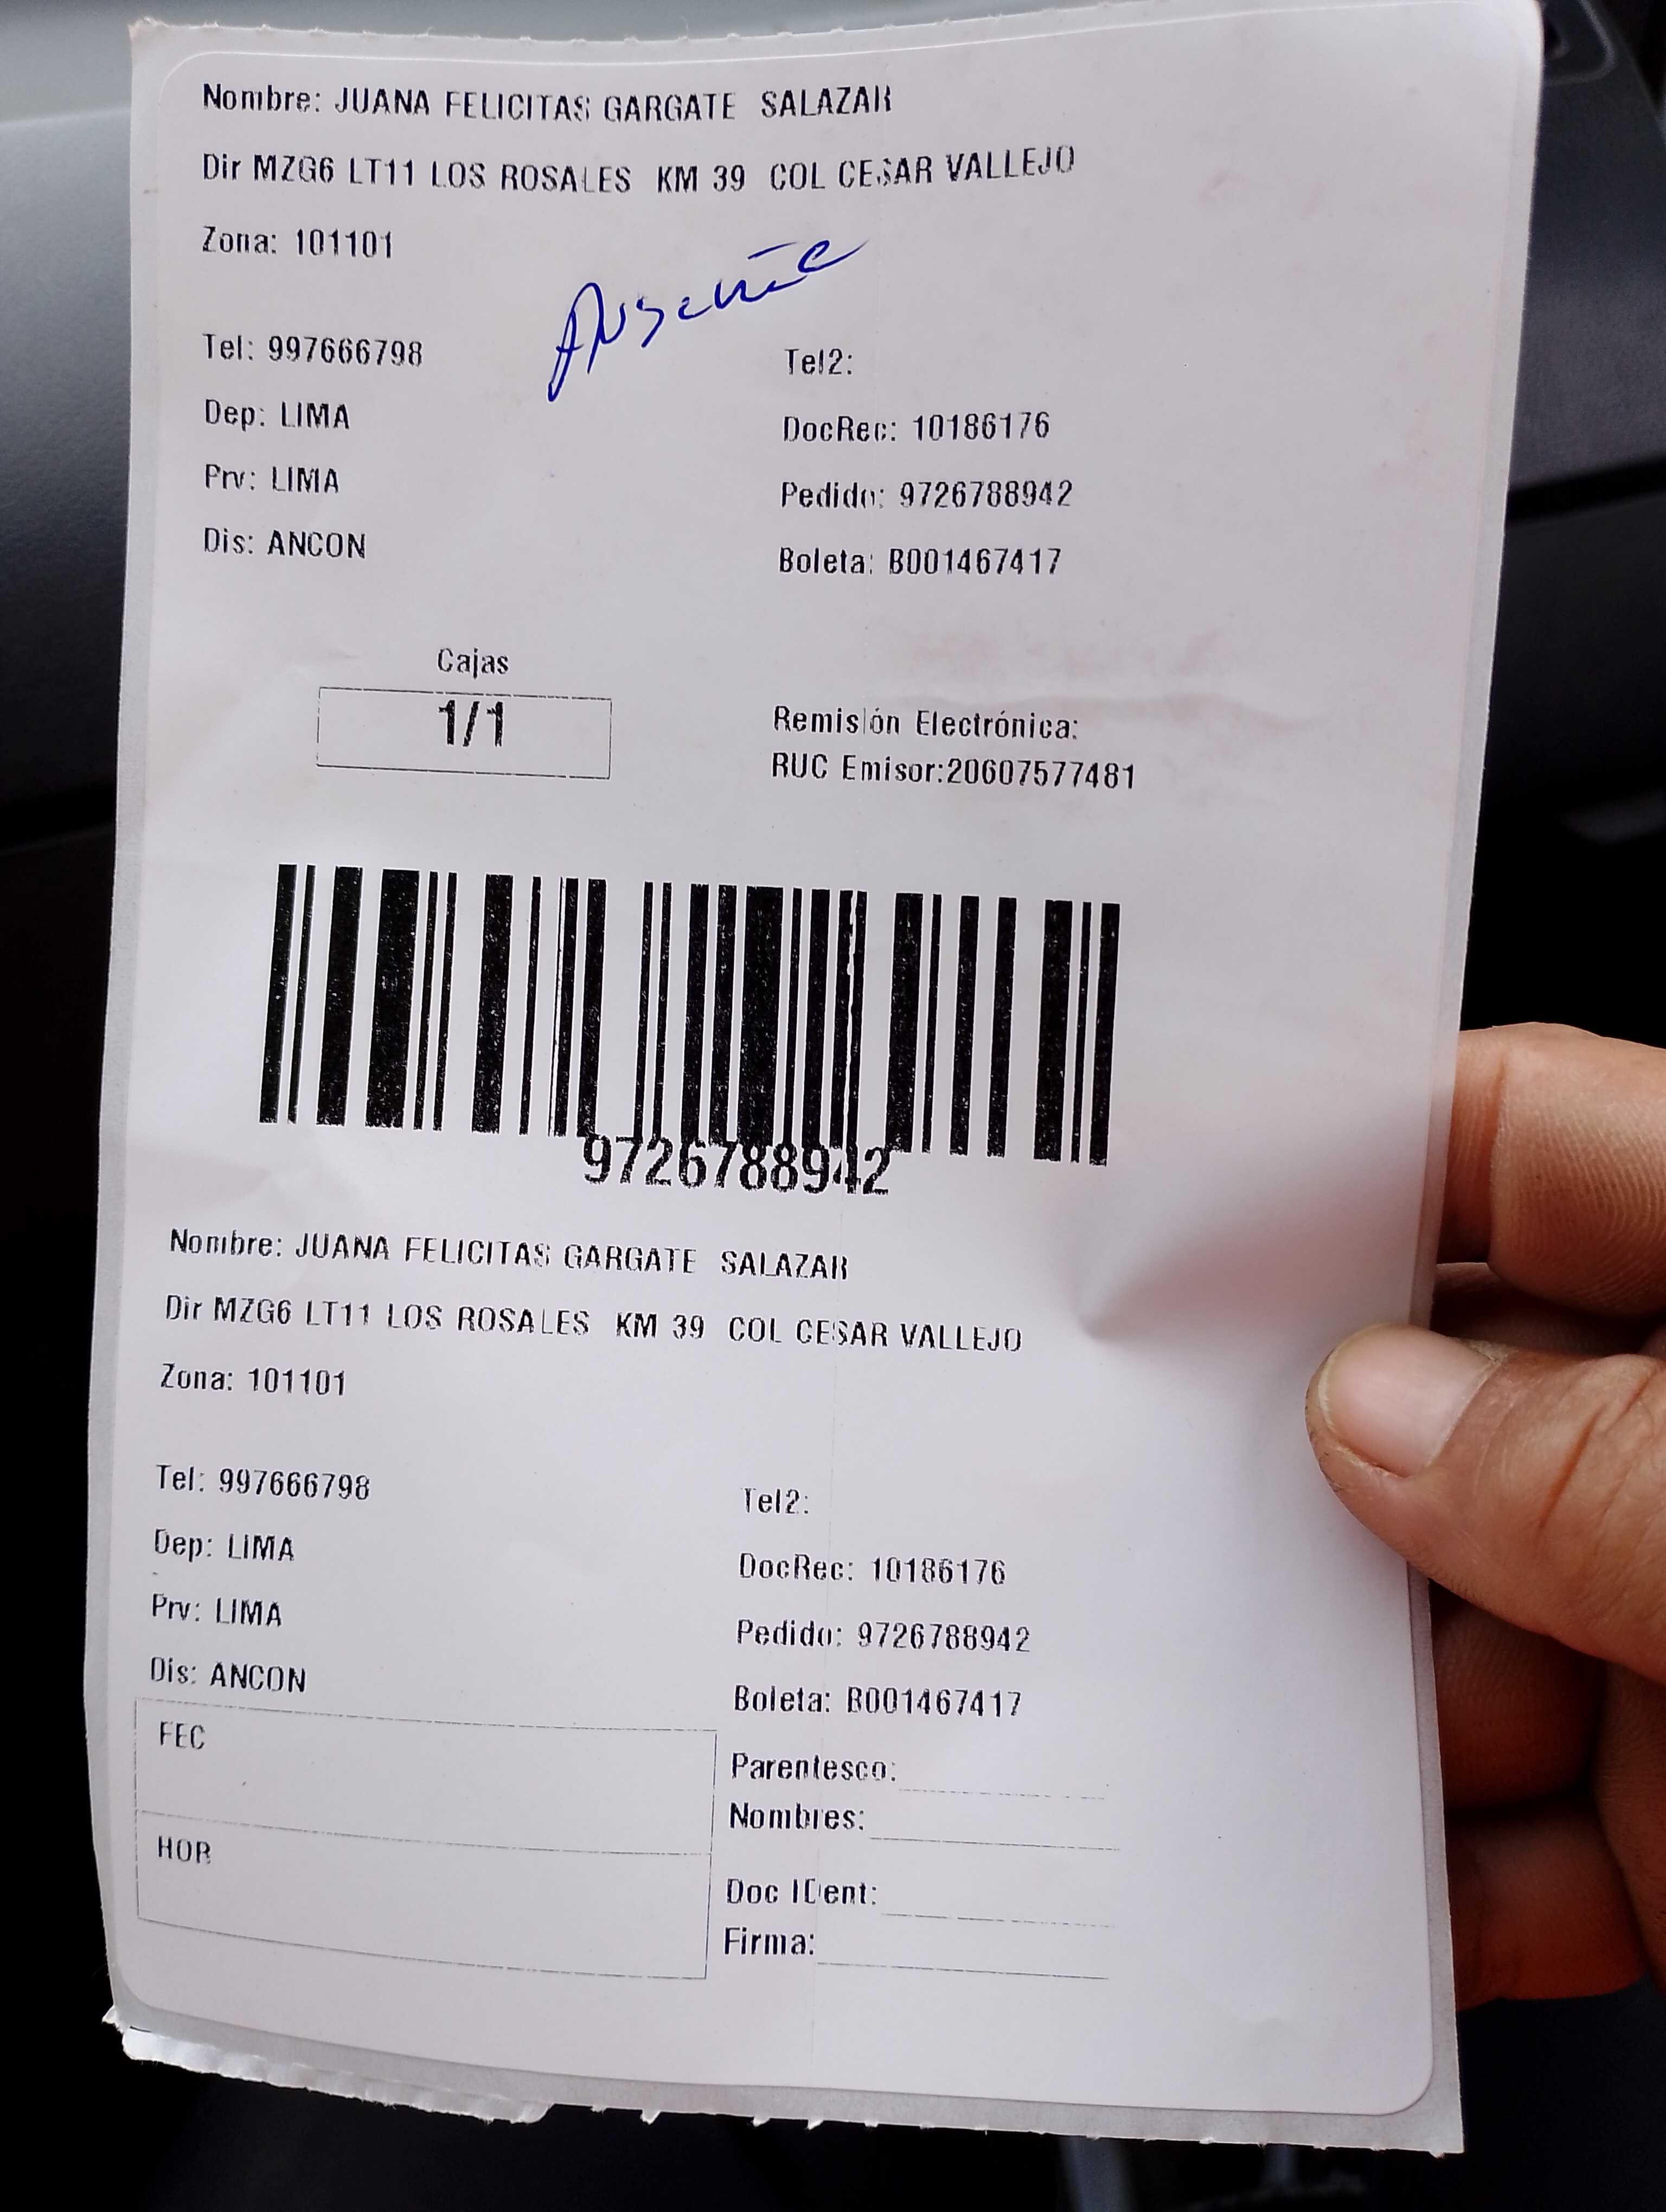 Nombre: JUANA FELICITAS GARGATE SALAZAR
Dir MZG6 LT11 LOS ROSALES KM 39 COL CESAR VALLEJO
Zona: 101101
Ausente
Tel: 997666798 Tel2:
Dep: LIMA DocRec: 10186176
Prv: LIMA Pedido: 9726788942
Dis: ANCON Boleta: B001467417
Cajas
1/1
Remisión Electrónica:
RUC Emisor:20607577481
9726788942
Nombre: JUANA FELICITAS GARGATE SALAZAR
Dir MZG6 LT11 LOS ROSALES KM 39 COL CESAR VALLEJO
Zona: 101101
Tel: 997666798 Tel2:
Dep: LIMA DocRec: 10186176
Prv: LIMA Pedido: 9726788942
Dis: ANCON Boleta: B001467417
FEC
Parentesco:
Nombres:
HOR
Doc IDent:
Firma: